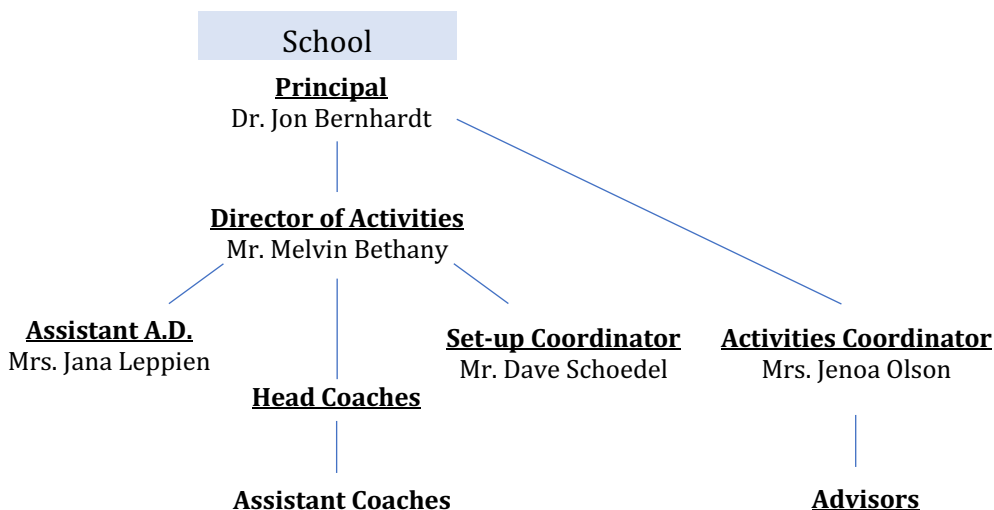 School
Principal
Dr. Jon Bernhardt
Director of Activities
Mr. Melvin Bethany
Assistant A.D.
Mrs. Jana Leppien
Set-up Coordinator
Mr. Dave Schoedel
Activities Coordinator
Mrs. Jenoa Olson
Head Coaches
Assistant Coaches
Advisors